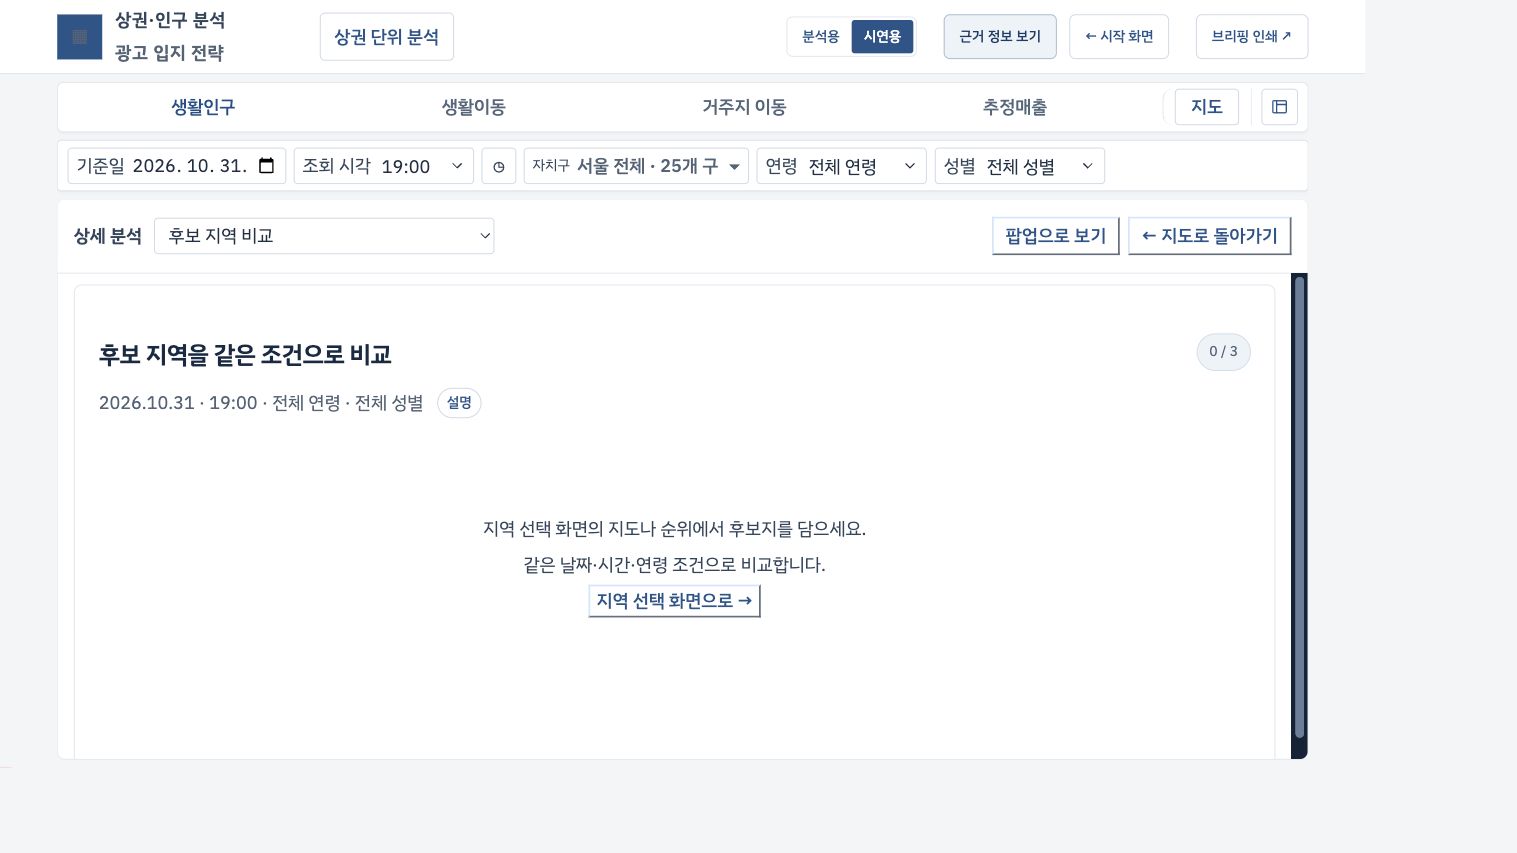 상권·인구 분석
광고 입지 전략
상권 단위 분석
분석용 시연용
근거 정보 보기
← 시작 화면
브리핑 인쇄 ↗
생활인구 생활이동 거주지 이동 추정매출 지도
기준일 2026. 10. 31. 조회 시각 19:00 자치구 서울 전체 · 25개 구 연령 전체 연령 성별 전체 성별
상세 분석 후보 지역 비교 팝업으로 보기 ← 지도로 돌아가기
후보 지역을 같은 조건으로 비교 0 / 3
2026.10.31 · 19:00 · 전체 연령 · 전체 성별 설명
지역 선택 화면의 지도나 순위에서 후보지를 담으세요.
같은 날짜·시간·연령 조건으로 비교합니다.
지역 선택 화면으로 →